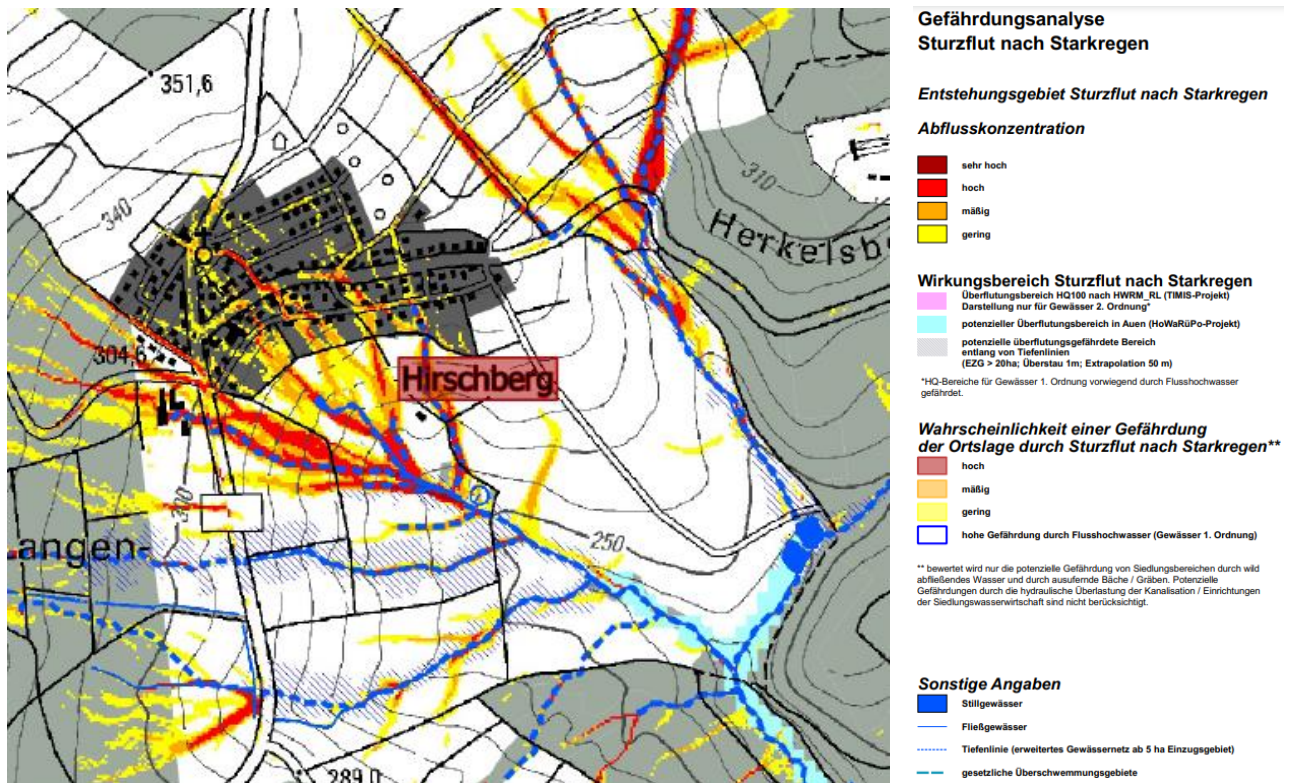 351,6
340
310
Herkelsb
304,6
Hirschberg
300
angen-
250
289,0
Gefährdungsanalyse
Sturzflut nach Starkregen
Entstehungsgebiet Sturzflut nach Starkregen
Abflusskonzentration
sehr hoch
hoch
mäßig
gering
Wirkungsbereich Sturzflut nach Starkregen
Überflutungsbereich HQ100 nach HWRM_RL (TIMIS-Projekt)
Darstellung nur für Gewässer 2. Ordnung*
potenzieller Überflutungsbereich in Auen (HoWaRüPo-Projekt)
potenzielle überflutungsgefährdete Bereich
entlang von Tiefenlinien
(EZG > 20ha; Überstau 1m; Extrapolation 50 m)
*HQ-Bereiche für Gewässer 1. Ordnung vorwiegend durch Flusshochwasser
gefährdet.
Wahrscheinlichkeit einer Gefährdung
der Ortslage durch Sturzflut nach Starkregen**
hoch
mäßig
gering
hohe Gefährdung durch Flusshochwasser (Gewässer 1. Ordnung)
** bewertet wird nur die potenzielle Gefährdung von Siedlungsbereichen durch wild
abfließendes Wasser und durch ausufernde Bäche / Gräben. Potenzielle
Gefährdungen durch die hydraulische Überlastung der Kanalisation / Einrichtungen
der Siedlungswasserwirtschaft sind nicht berücksichtigt.
Sonstige Angaben
Stillgewässer
Fließgewässer
Tiefenlinie (erweitertes Gewässernetz ab 5 ha Einzugsgebiet)
gesetzliche Überschwemmungsgebiete